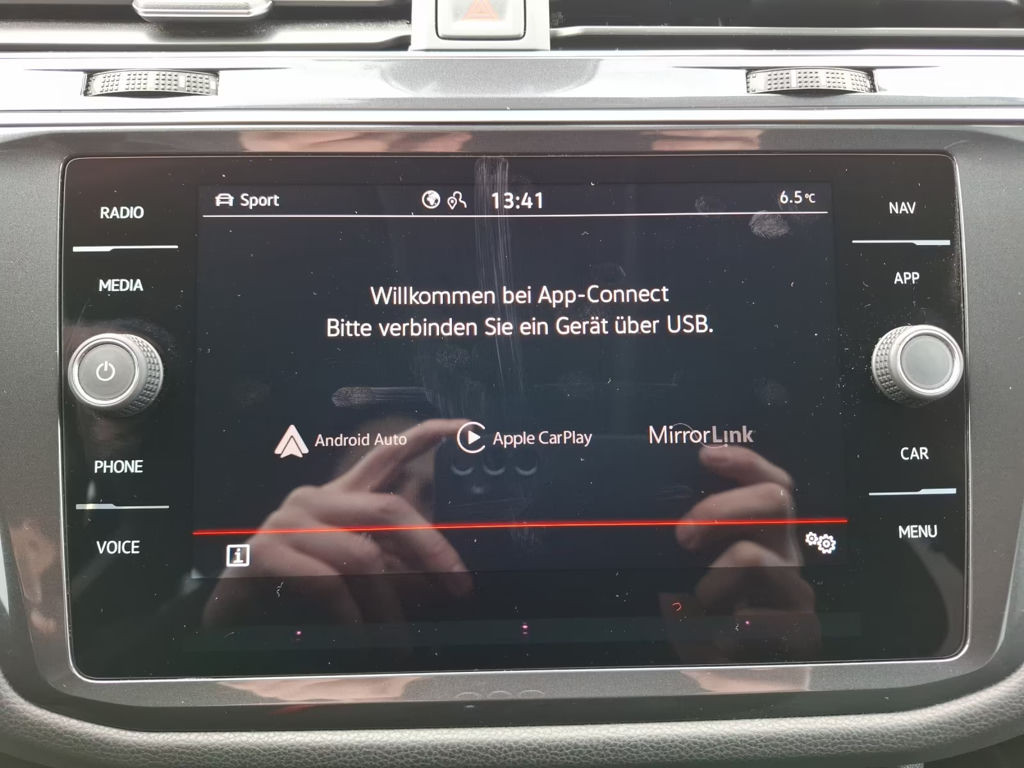 RADIO
MEDIA
PHONE
VOICE
Sport 13:41 6.5°C
Willkommen bei App-Connect
Bitte verbinden Sie ein Gerät über USB.
Android Auto Apple CarPlay MirrorLink
i
NAV
APP
CAR
MENU